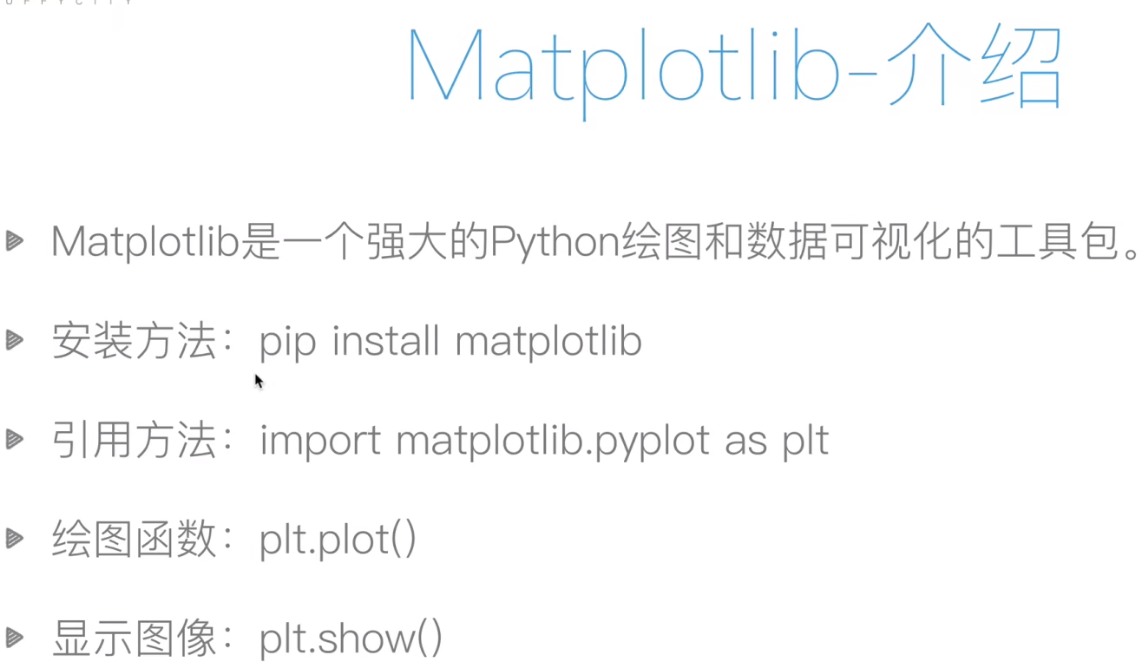 Matplotlib-介绍
Matplotlib是一个强大的Python绘图和数据可视化的工具包。
安装方法：pip install matplotlib
引用方法：import matplotlib.pyplot as plt
绘图函数：plt.plot()
显示图像：plt.show()